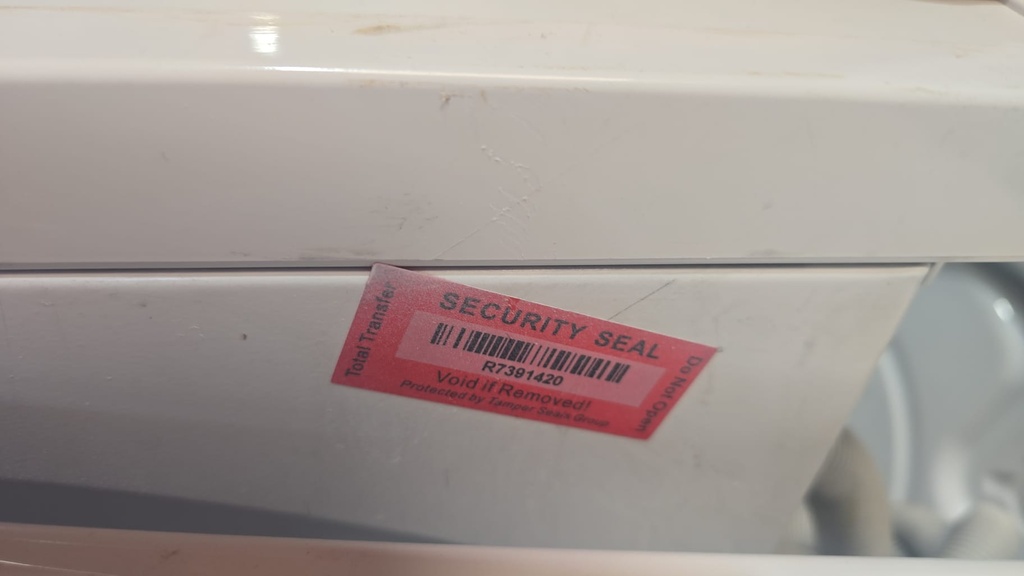 Total Transfer
SECURITY SEAL
R7391420
Void if Removed!
Protected by Tamper Seals Group
Do Not Open